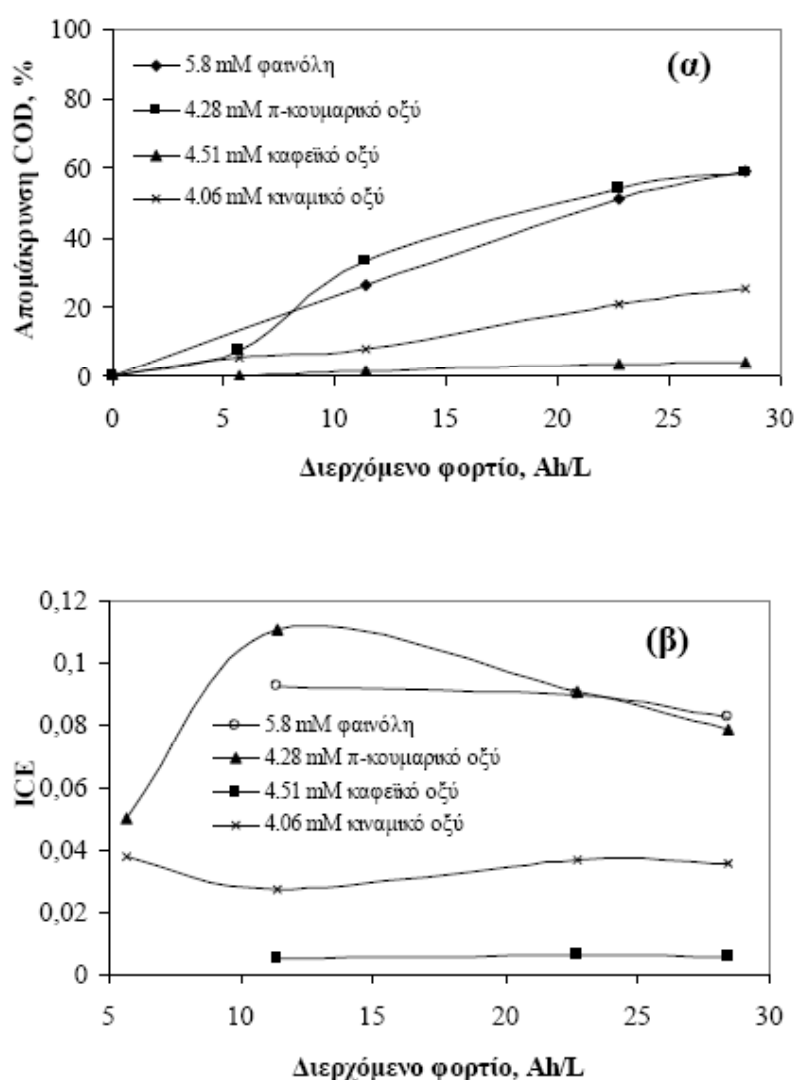 (α)
Απομάκρυνση COD, %
100
80
60
40
20
0
5.8 mM φαινόλη
4.28 mM π-κουμαρικό οξύ
4.51 mM καφεϊκό οξύ
4.06 mM κιναμικό οξύ
0 5 10 15 20 25 30
Διερχόμενο φορτίο, Ah/L
(β)
ICE
0,12
0,1
0,08
0,06
0,04
0,02
0
5.8 mM φαινόλη
4.28 mM π-κουμαρικό οξύ
4.51 mM καφεϊκό οξύ
4.06 mM κιναμικό οξύ
5 10 15 20 25 30
Διερχόμενο φορτίο, Ah/L